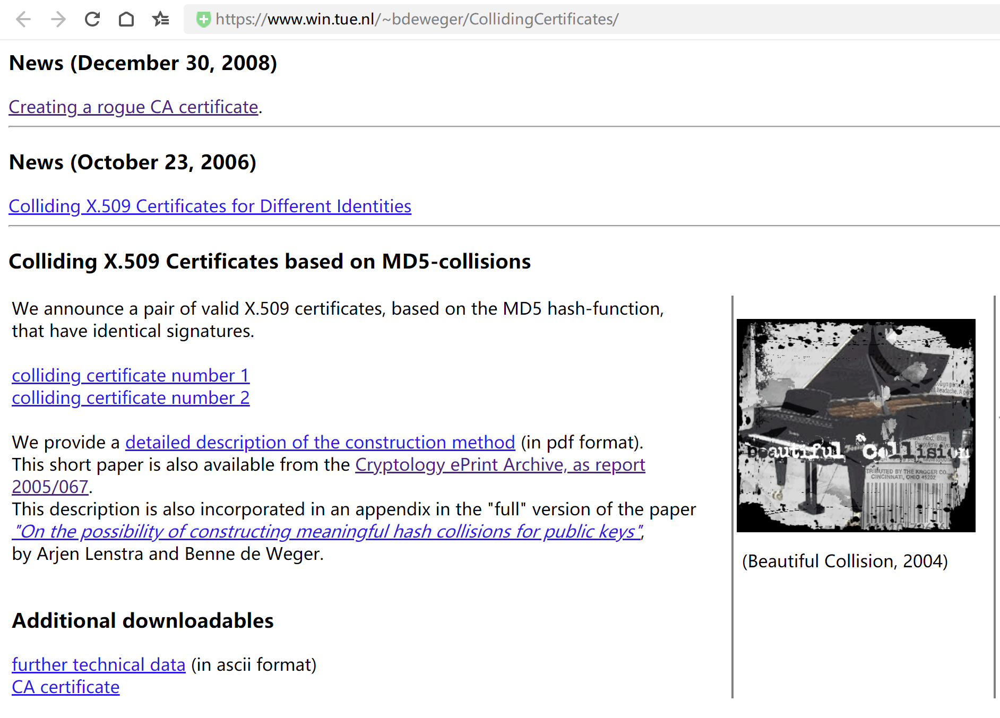 https://www.win.tue.nl/~bdeweger/CollidingCertificates/
News (December 30, 2008)
Creating a rogue CA certificate.
News (October 23, 2006)
Colliding X.509 Certificates for Different Identities
Colliding X.509 Certificates based on MD5-collisions
We announce a pair of valid X.509 certificates, based on the MD5 hash-function,
that have identical signatures.
colliding certificate number 1
colliding certificate number 2
We provide a detailed description of the construction method (in pdf format).
This short paper is also available from the Cryptology ePrint Archive, as report
2005/067.
This description is also incorporated in an appendix in the "full" version of the paper
"On the possibility of constructing meaningful hash collisions for public keys",
by Arjen Lenstra and Benne de Weger.
Additional downloadables
further technical data (in ascii format)
CA certificate
headache. A
Acid, Blue
beautiful Collision
TRIBUTED BY THE KROGER CO.
CINCINNATI, OHIO 45202
(Beautiful Collision, 2004)